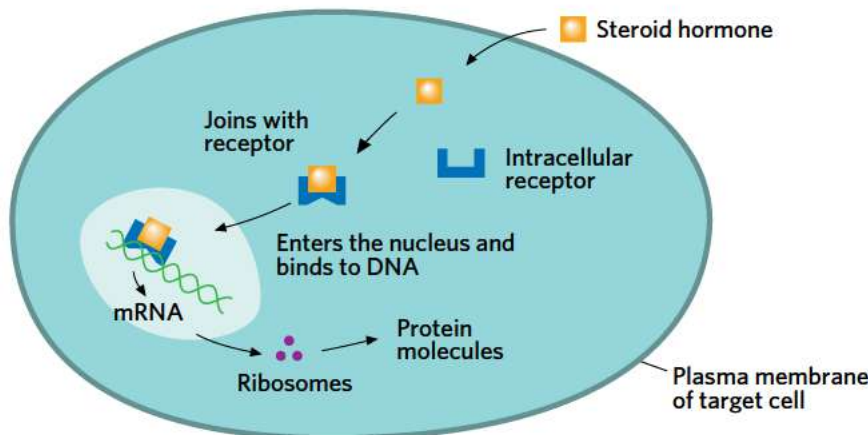 Steroid hormone
Joins with
receptor
Intracellular
receptor
Enters the nucleus and
binds to DNA
mRNA
Protein
molecules
Ribosomes
Plasma membrane
of target cell